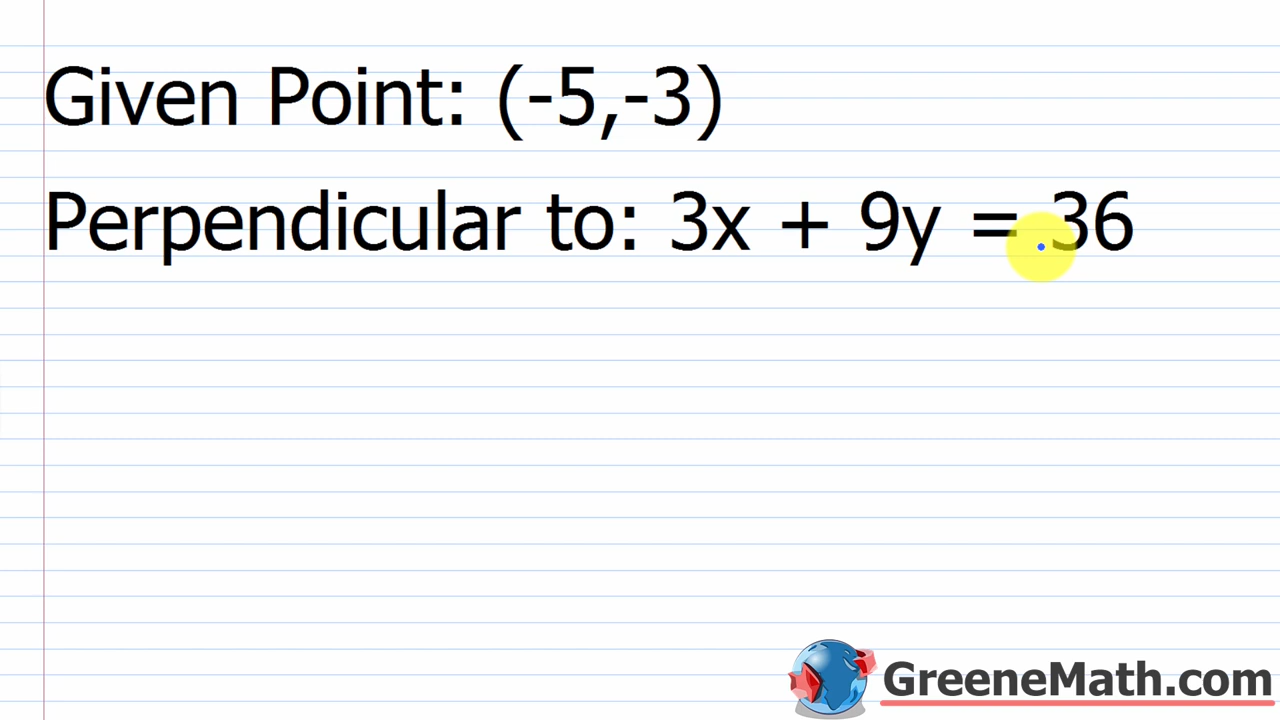 Given Point: (-5,-3)
Perpendicular to: 3x + 9y = 36
GreeneMath.com